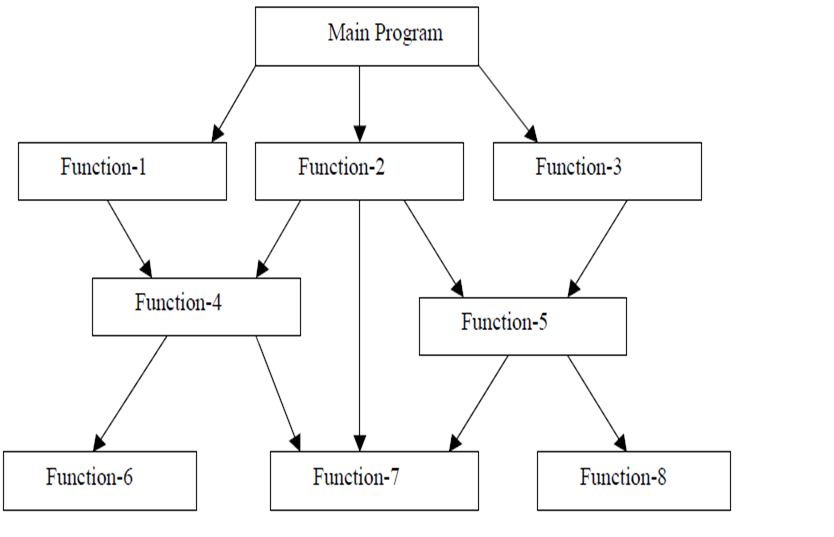 Main Program
Function-1
Function-2
Function-3
Function-4
Function-5
Function-6
Function-7
Function-8